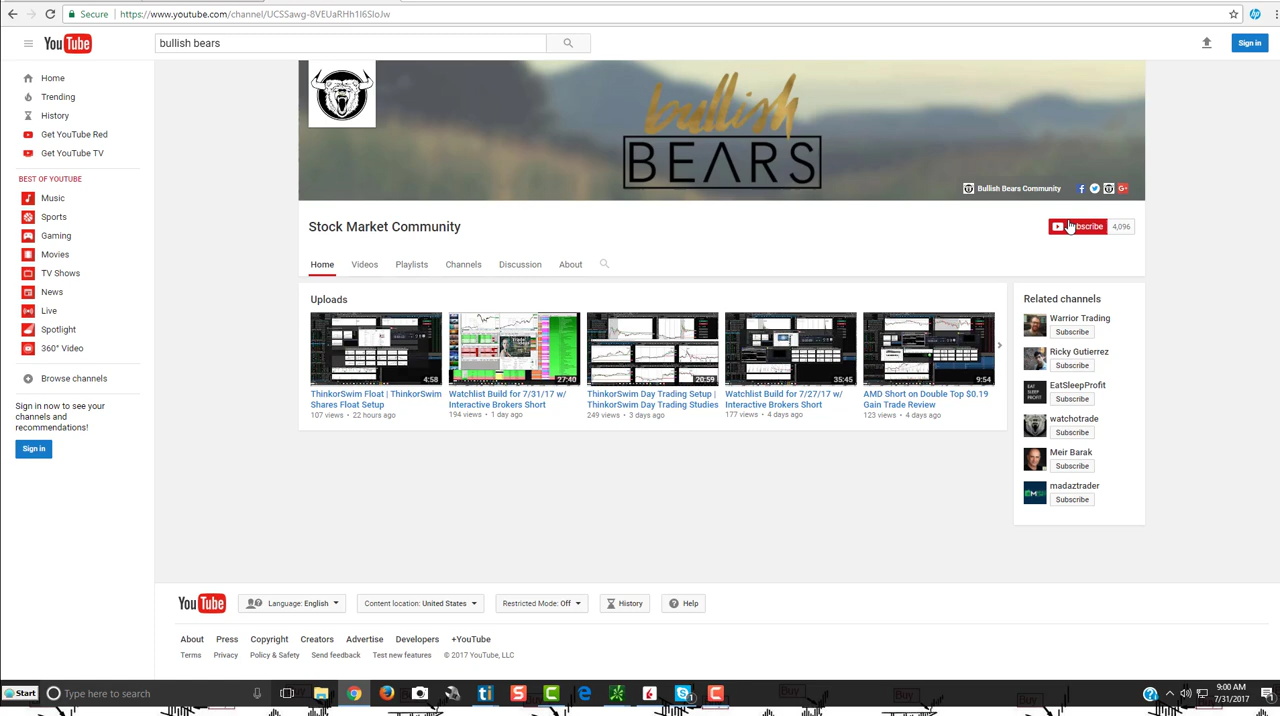 Secure https://www.youtube.com/channel/UCSSawg-8VEUaRHh1I6SIoJw
YouTube
bullish bears
Sign in
Home
Trending
History
Get YouTube Red
Get YouTube TV
BEST OF YOUTUBE
Music
Sports
Gaming
Movies
TV Shows
News
Live
Spotlight
360° Video
Browse channels
Sign in now to see your
channels and
recommendations!
Sign in
bullish
BEARS
Bullish Bears Community
Stock Market Community
4,096
Home Videos Playlists Channels Discussion About
Uploads
4:58
ThinkorSwim Float | ThinkorSwim
Shares Float Setup
107 views • 22 hours ago
27:40
Watchlist Build for 7/31/17 w/
Interactive Brokers Short
194 views • 1 day ago
20:59
ThinkorSwim Day Trading Setup |
ThinkorSwim Day Trading Studies
249 views • 3 days ago
35:45
Watchlist Build for 7/27/17 w/
Interactive Brokers Short
177 views • 4 days ago
9:54
AMD Short on Double Top $0.19
Gain Trade Review
123 views • 4 days ago
Related channels
Warrior Trading
Subscribe
Ricky Gutierrez
Subscribe
EAT SLEEP PROFIT
EatSleepProfit
Subscribe
watchotrade
Subscribe
Meir Barak
Subscribe
madaztrader
Subscribe
YouTube Language: English Content location: United States Restricted Mode: Off History Help
About Press Copyright Creators Advertise Developers +YouTube
Terms Privacy Policy & Safety Send feedback Test new features © 2017 YouTube, LLC
Start
Type here to search
9:00 AM
7/31/2017
Buy
Buy
Buy